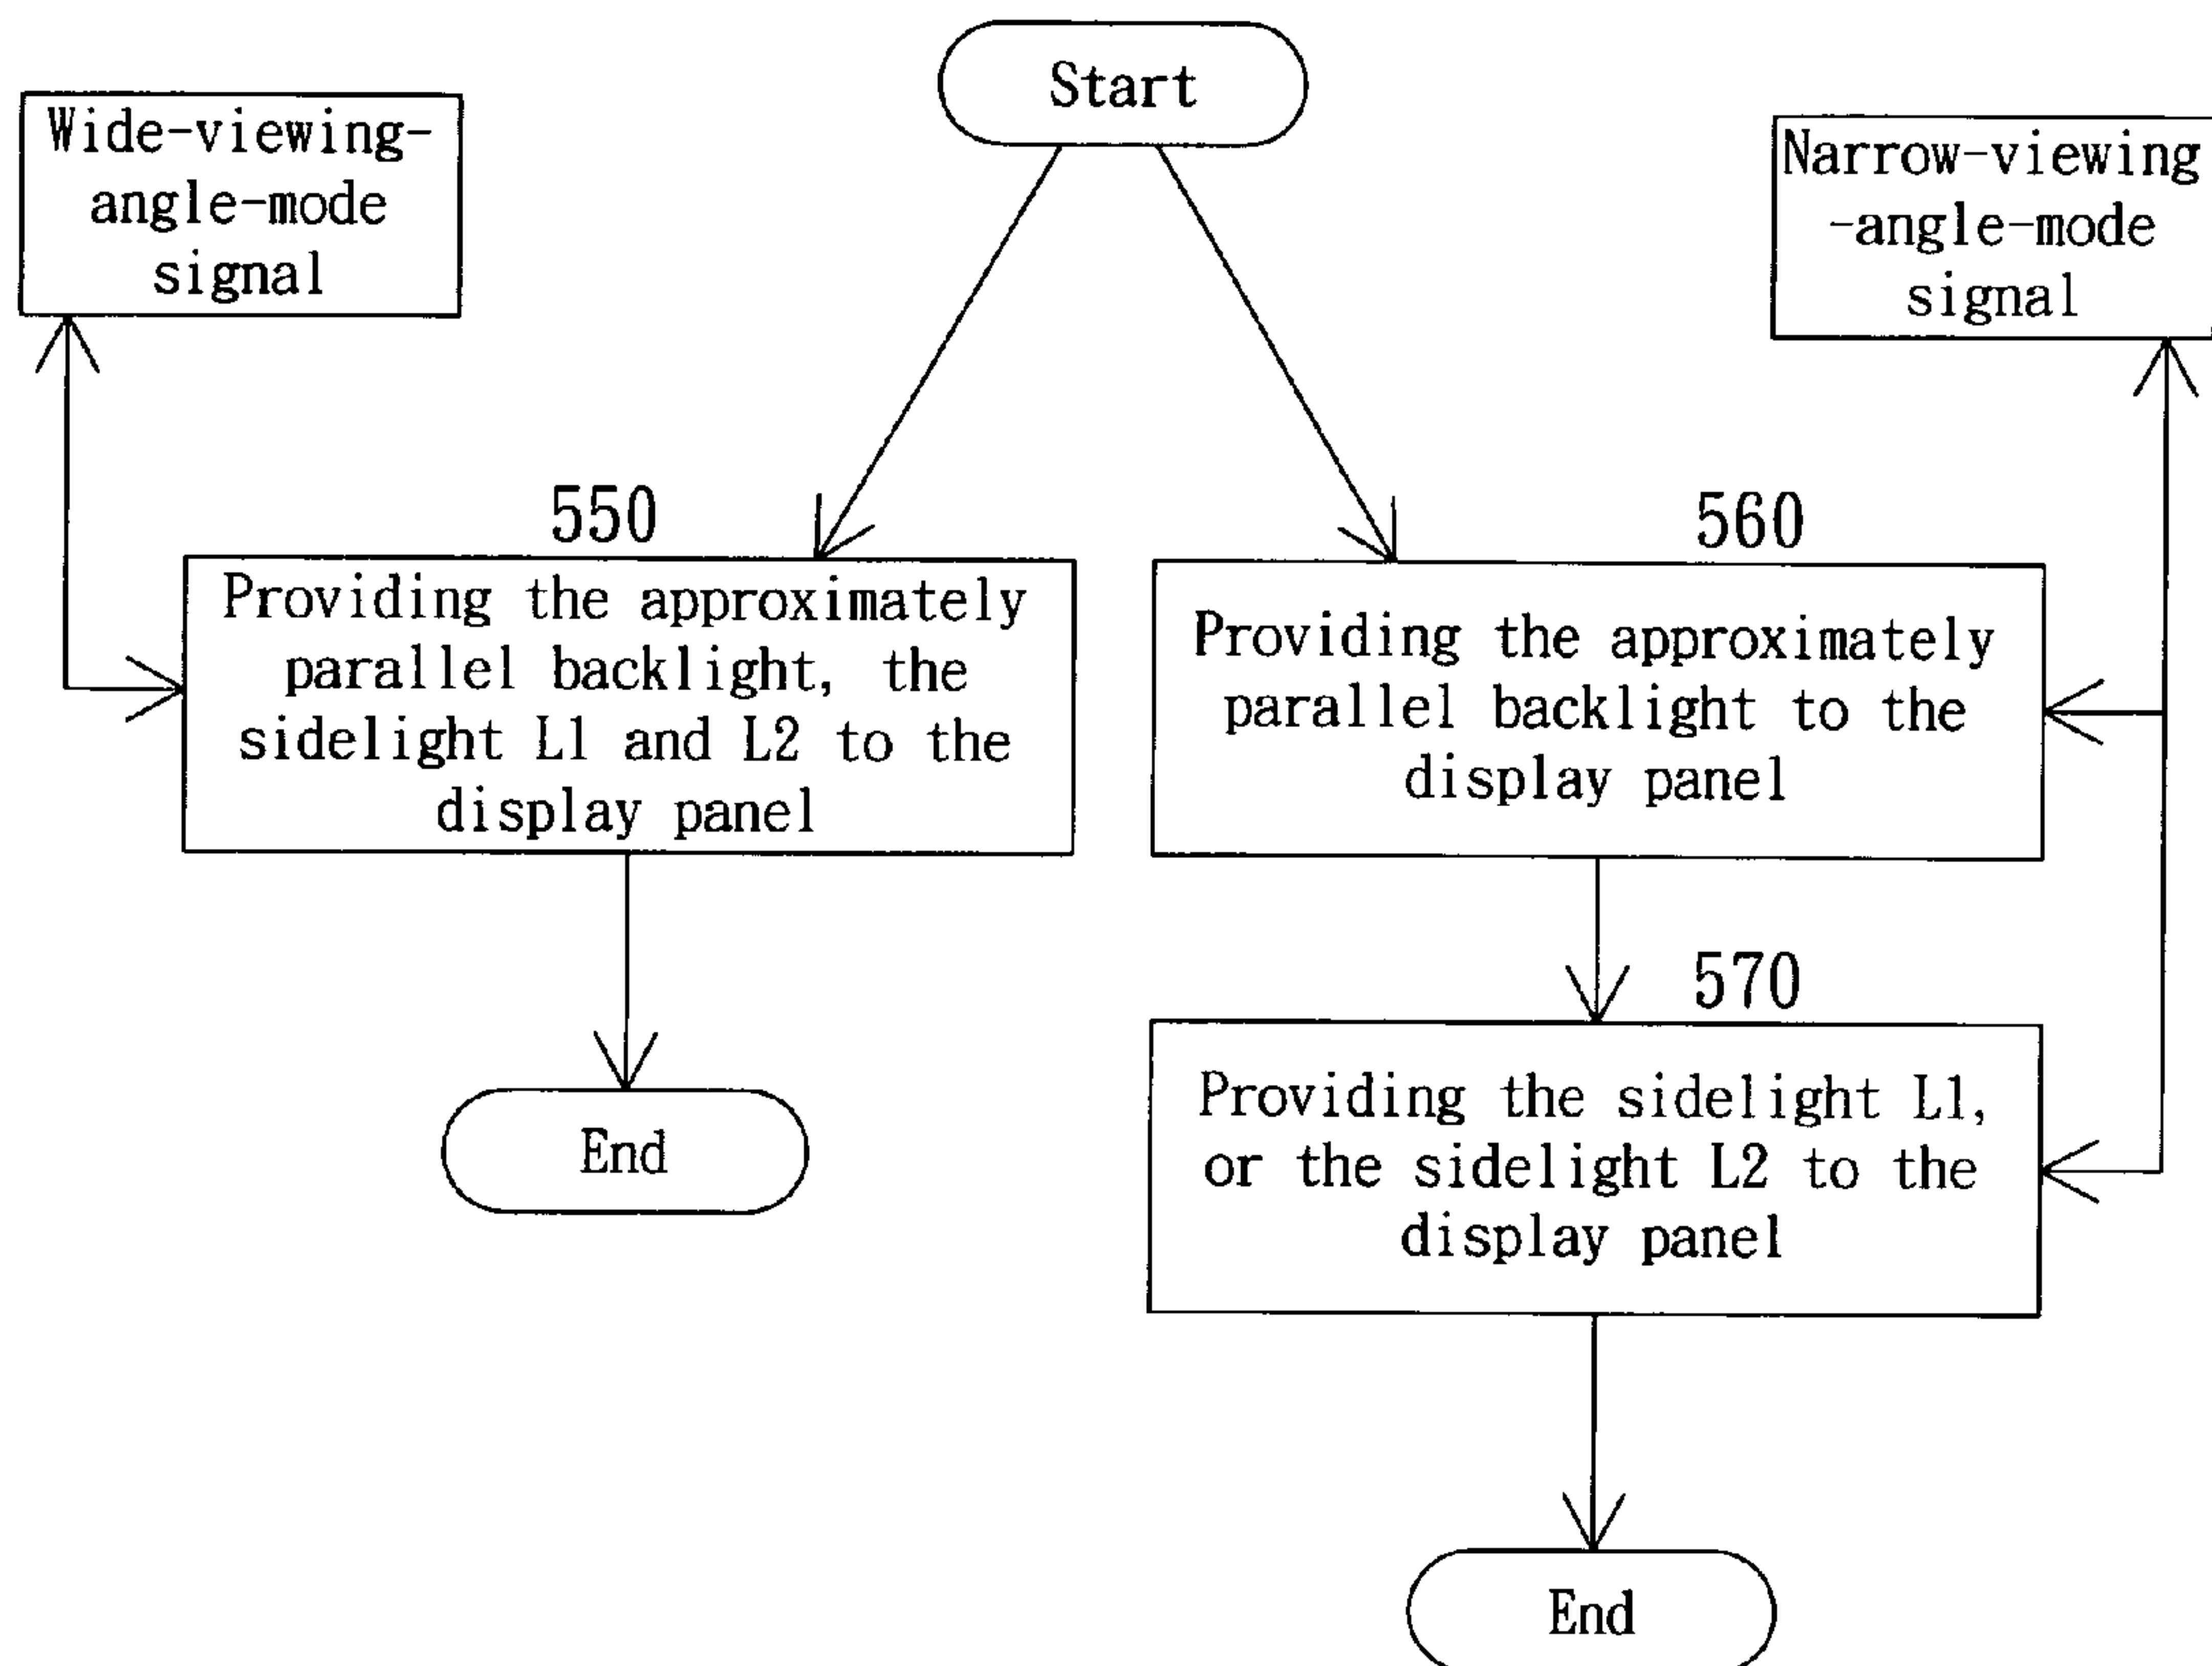 Start
Wide-viewing-
angle-mode
signal
Narrow-viewing
-angle-mode
signal
550
Providing the approximately
parallel backlight, the
sidelight L1 and L2 to the
display panel
End
560
Providing the approximately
parallel backlight to the
display panel
570
Providing the sidelight L1,
or the sidelight L2 to the
display panel
End